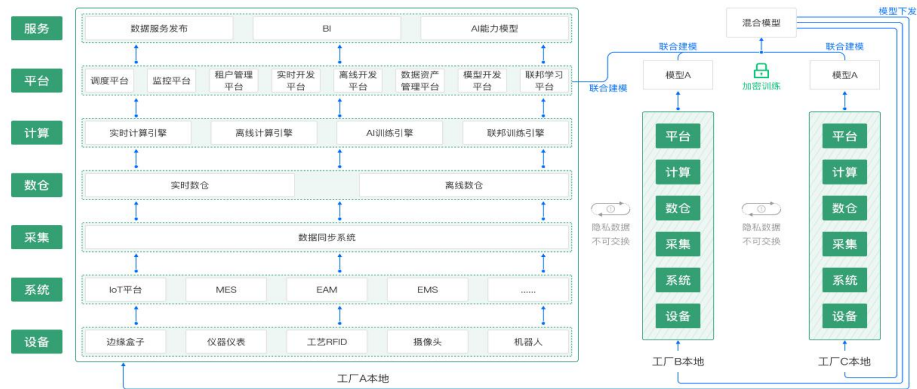 模型下发
服务
数据服务发布
BI
AI能力模型
混合模型
联合建模
联合建模
平台
调度平台
监控平台
租户管理
平台
实时开发
平台
离线开发
平台
数据资产
管理平台
模型开发
平台
联邦学习
平台
联合建模
模型A
加密训练
模型A
计算
实时计算引擎
离线计算引擎
AI训练引擎
联邦训练引擎
数仓
实时数仓
离线数仓
采集
数据同步系统
系统
IoT平台
MES
EAM
EMS
......
设备
边缘盒子
仪器仪表
工艺RFID
摄像头
机器人
工厂A本地
隐私数据
不可交换
平台
计算
数仓
采集
系统
设备
工厂B本地
隐私数据
不可交换
平台
计算
数仓
采集
系统
设备
工厂C本地